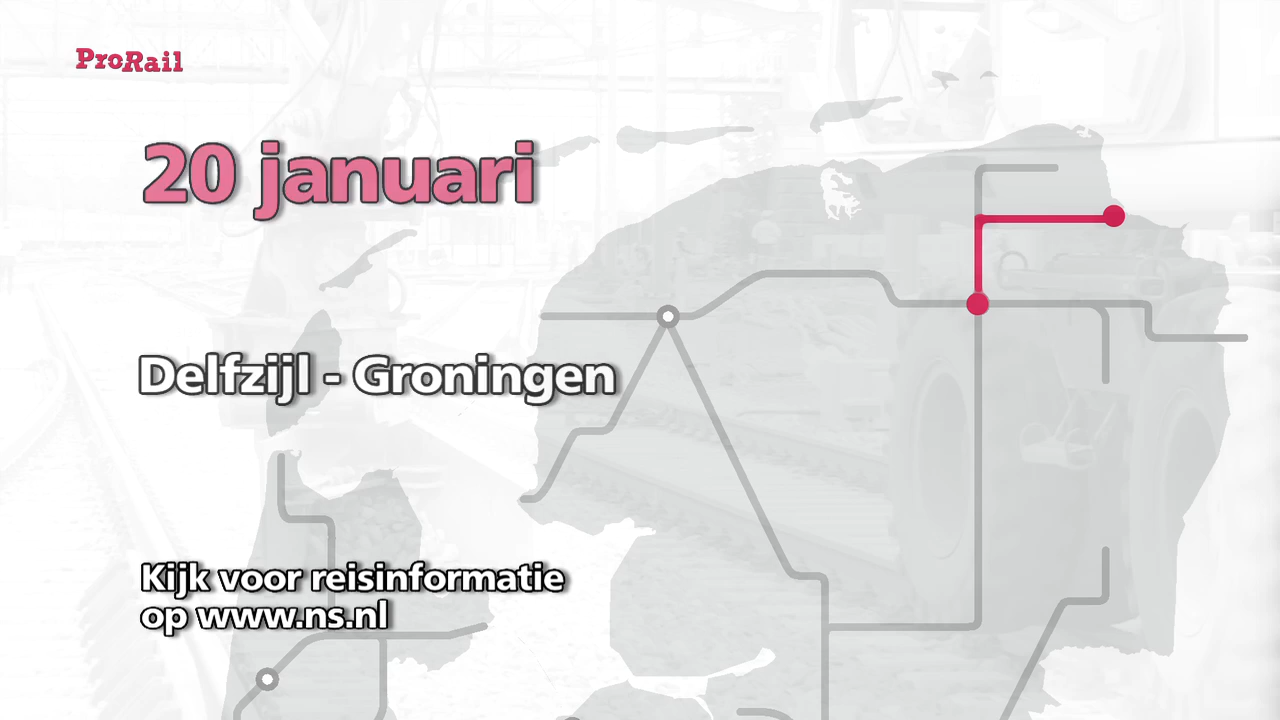 ProRail
20 januari
Delfzijl - Groningen
Kijk voor reisinformatie
op www.ns.nl